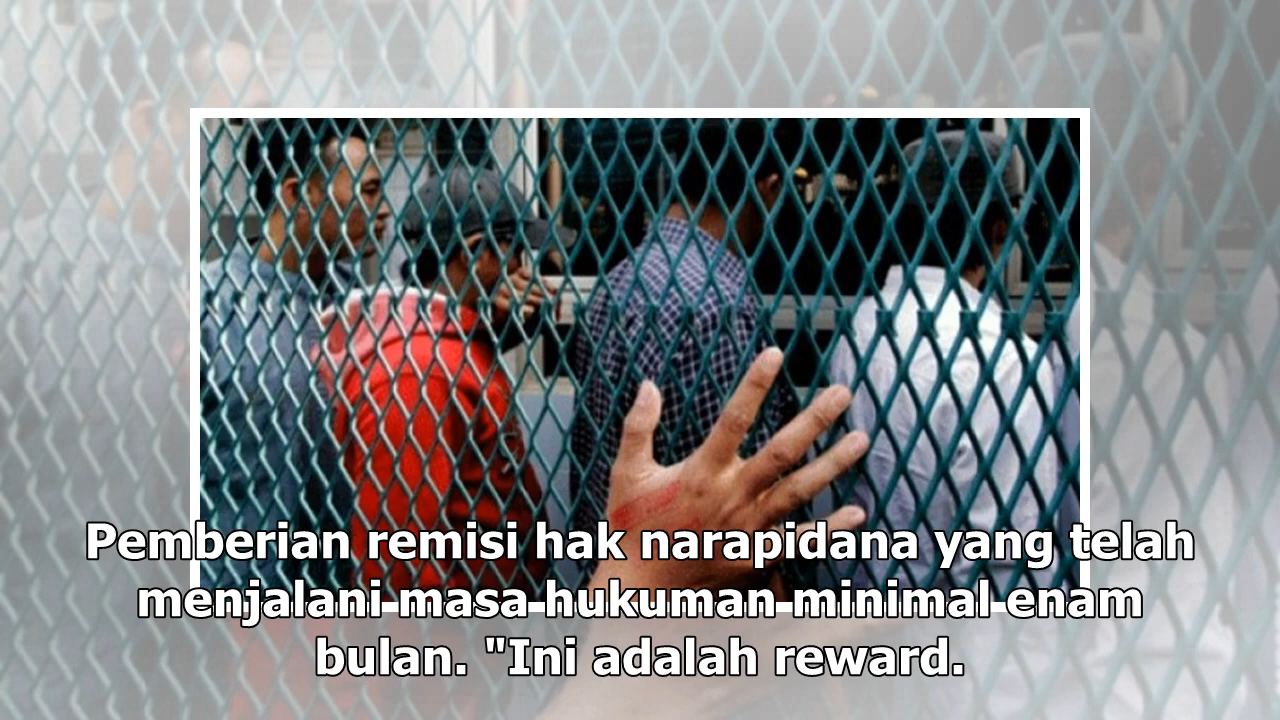 Pemberian remisi hak narapidana yang telah
menjalani masa hukuman minimal enam
bulan. "Ini adalah reward.